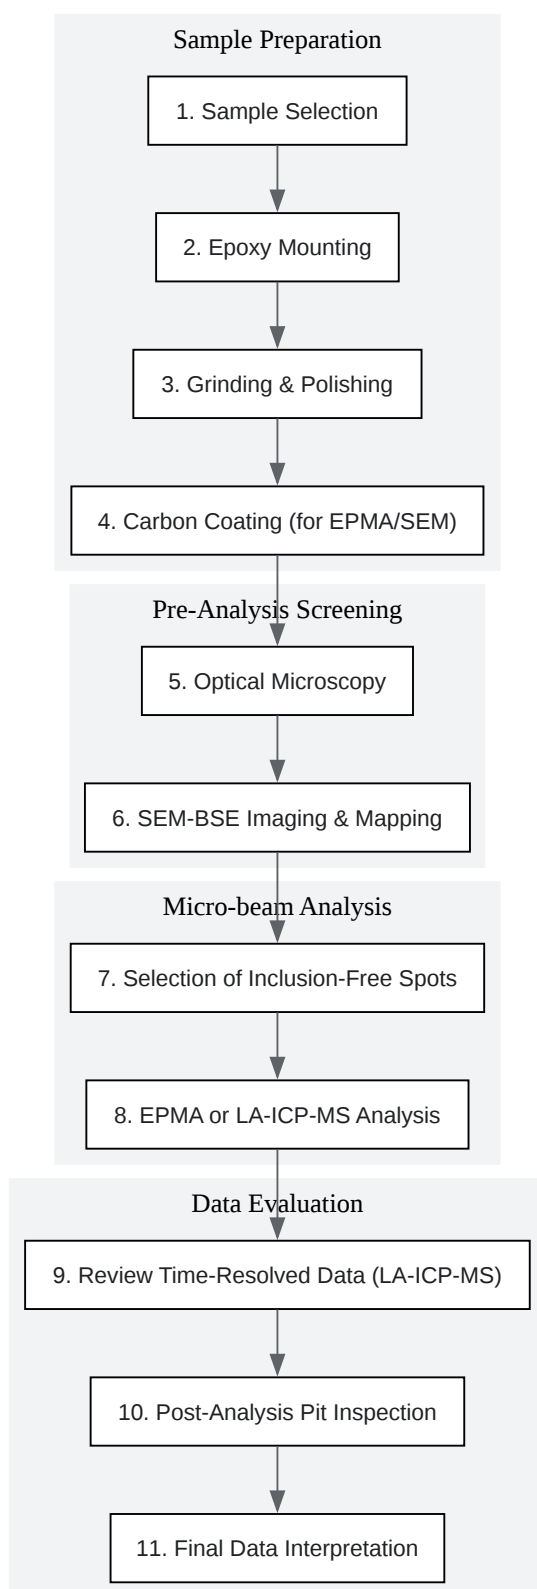 Sample Preparation
1. Sample Selection
2. Epoxy Mounting
3. Grinding & Polishing
4. Carbon Coating (for EPMA/SEM)
Pre-Analysis Screening
5. Optical Microscopy
6. SEM-BSE Imaging & Mapping
Micro-beam Analysis
7. Selection of Inclusion-Free Spots
8. EPMA or LA-ICP-MS Analysis
Data Evaluation
9. Review Time-Resolved Data (LA-ICP-MS)
10. Post-Analysis Pit Inspection
11. Final Data Interpretation